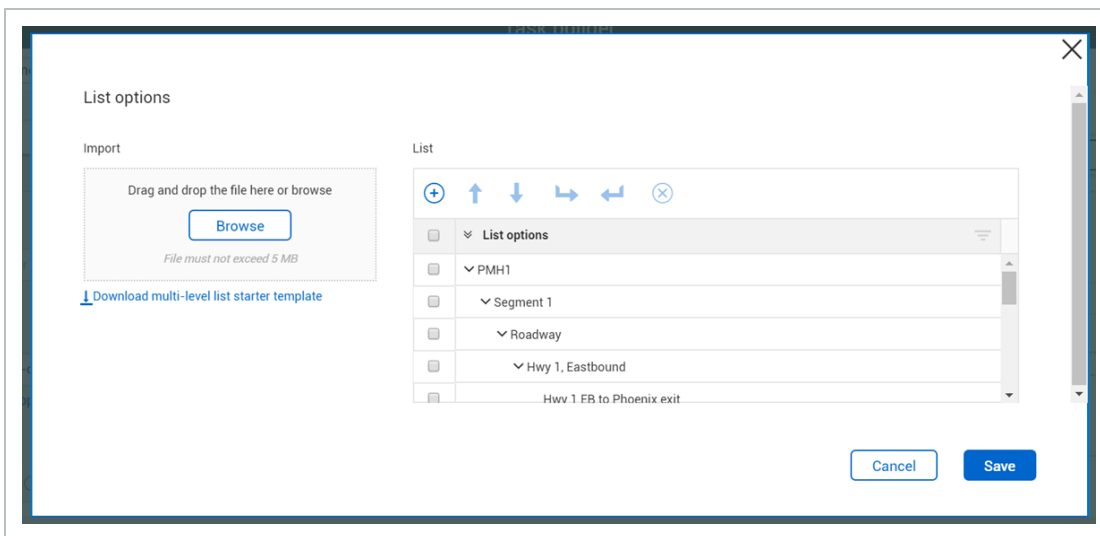 Task builder
List options
Import
Drag and drop the file here or browse
Browse
File must not exceed 5 MB
Download multi-level list starter template
List
List options
PMH1
Segment 1
Roadway
Hwy 1, Eastbound
Hwy 1 EB to Phoenix exit
Cancel
Save